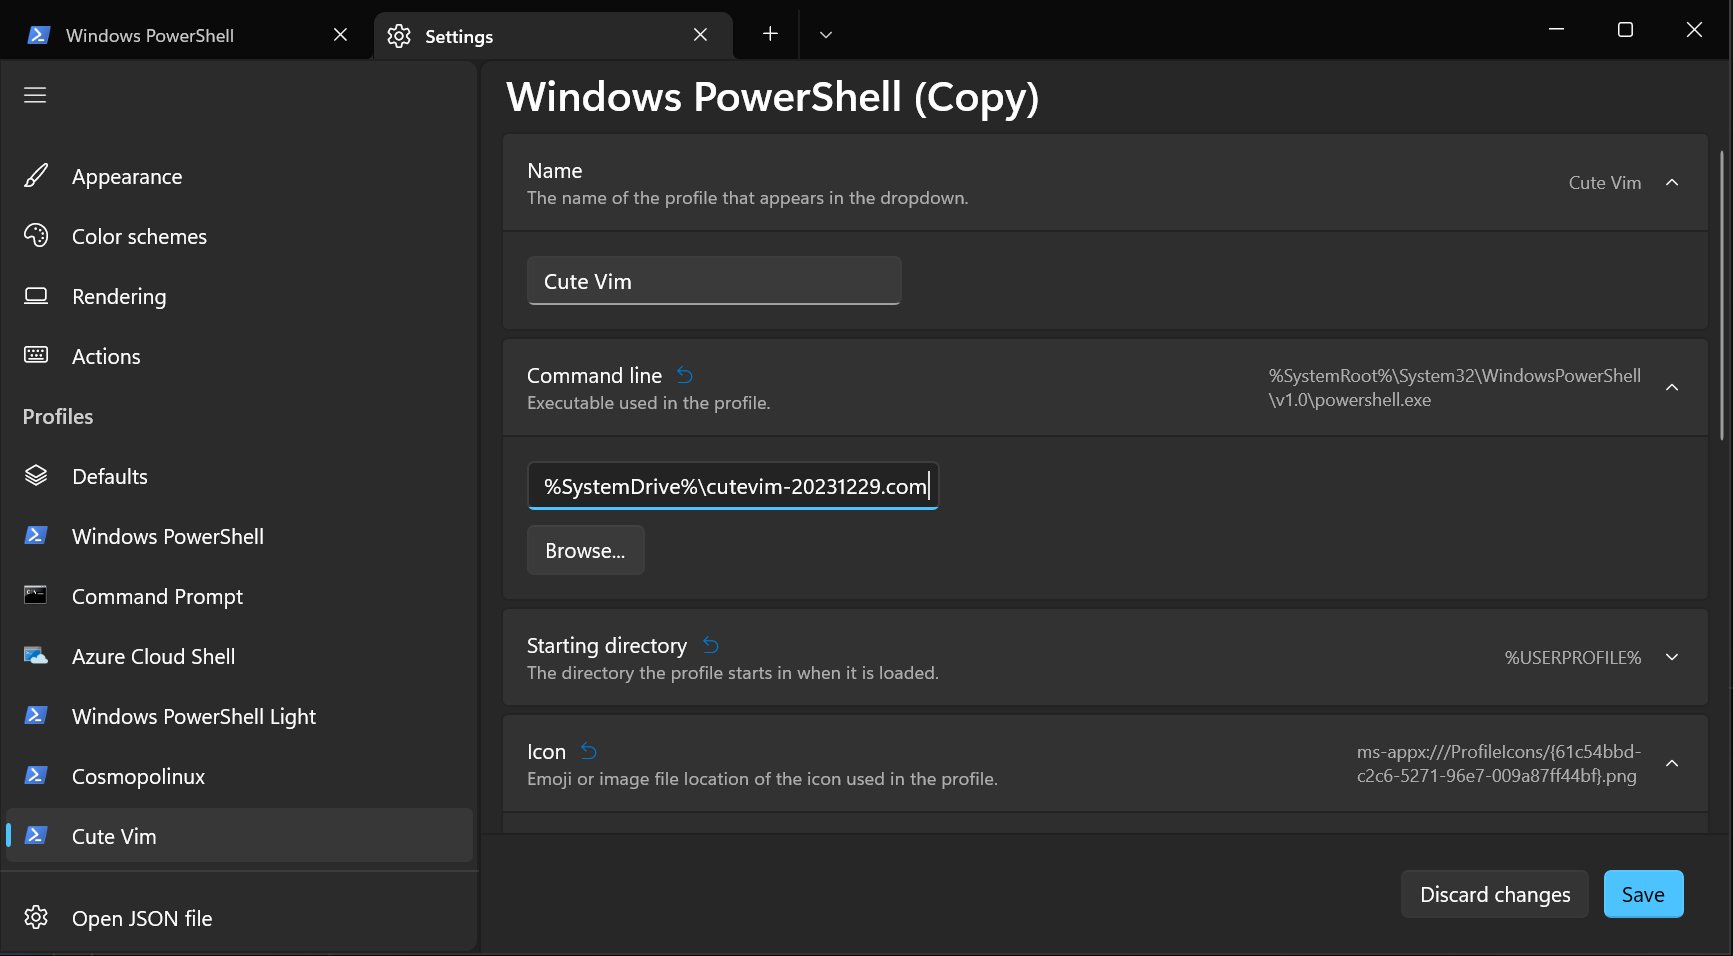 Windows PowerShell
Settings
Appearance
Color schemes
Rendering
Actions
Profiles
Defaults
Windows PowerShell
Command Prompt
Azure Cloud Shell
Windows PowerShell Light
Cosmopolinux
Cute Vim
Open JSON file
Windows PowerShell (Copy)
Name
The name of the profile that appears in the dropdown.
Cute Vim
Cute Vim
Command line
Executable used in the profile.
%SystemRoot%\System32\WindowsPowerShell
\v1.0\powershell.exe
%SystemDrive%\cutevim-20231229.com
Browse...
Starting directory
The directory the profile starts in when it is loaded.
%USERPROFILE%
Icon
Emoji or image file location of the icon used in the profile.
ms-appx:///ProfileIcons/{61c54bbd-
c2c6-5271-96e7-009a87ff44bf}.png
Discard changes
Save